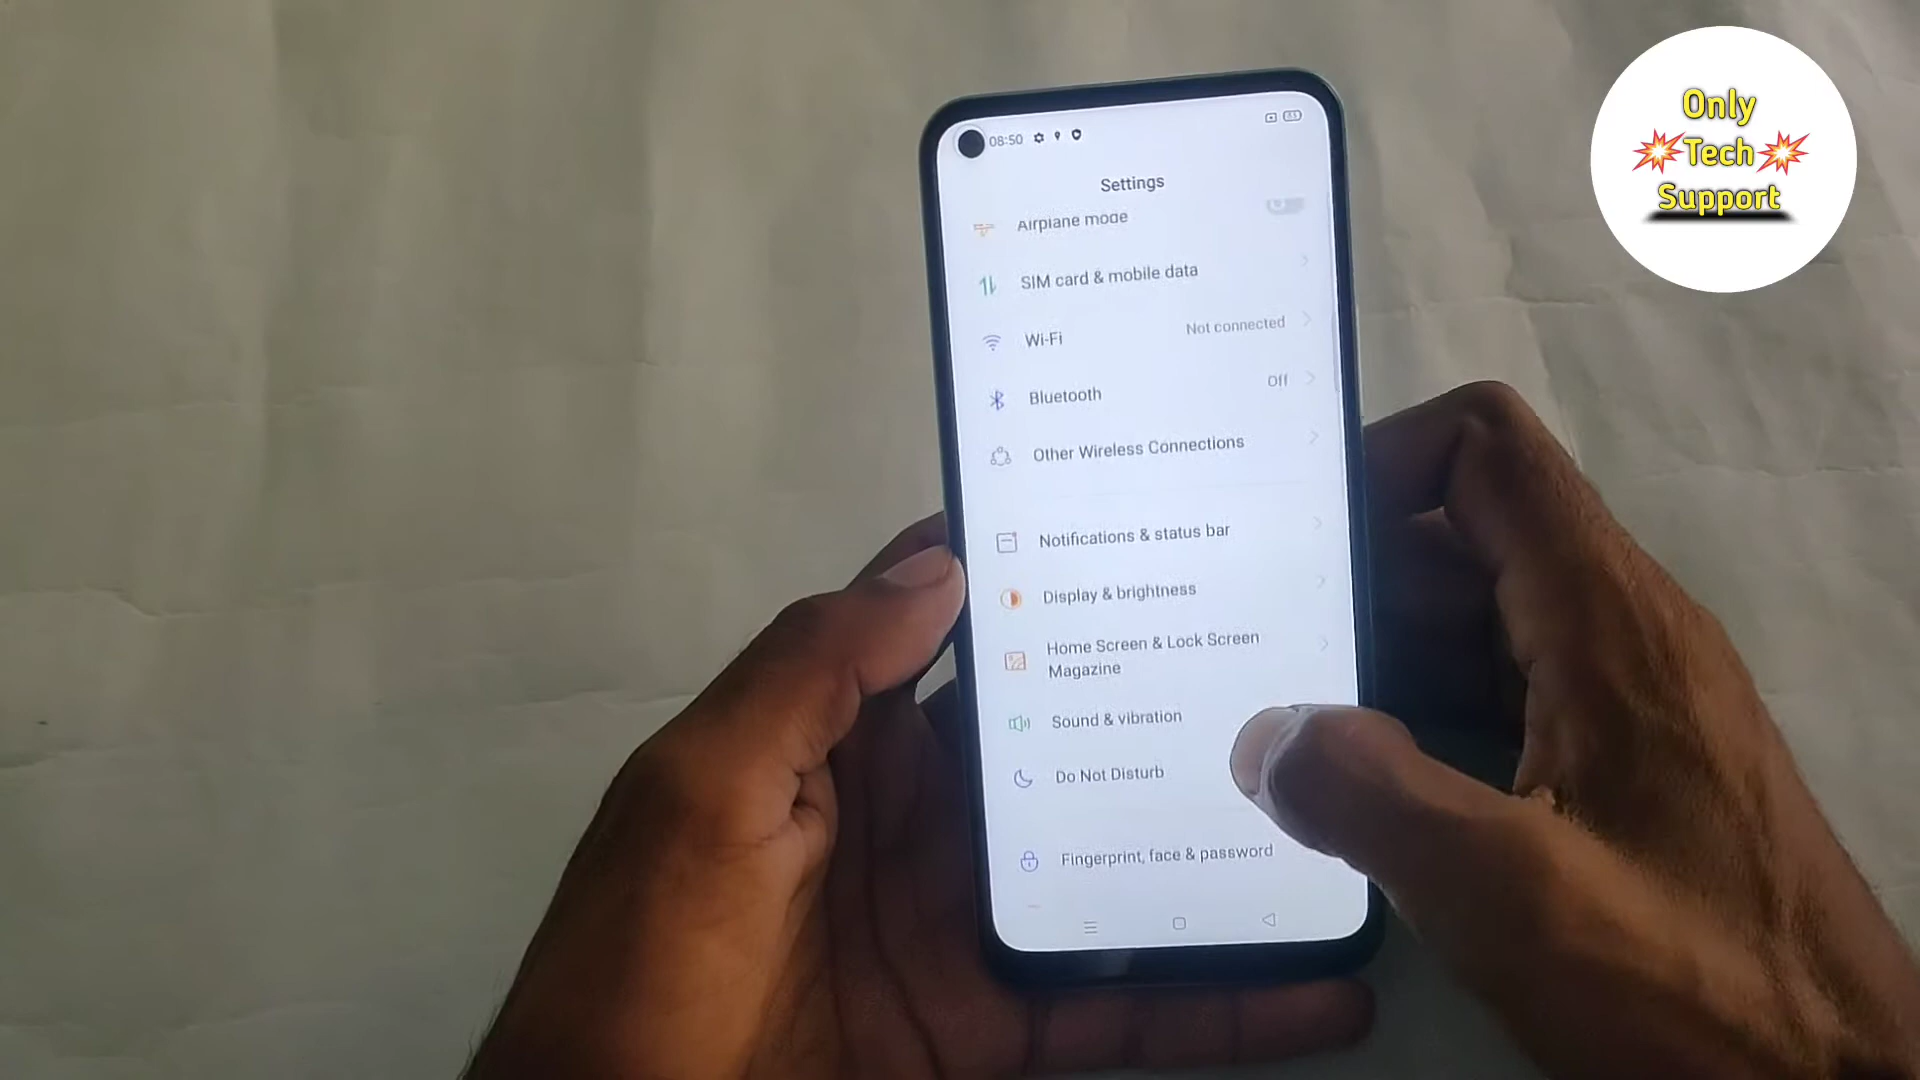 Only
Tech
Support
08:50
Settings
Airplane mode
SIM card & mobile data
Wi-Fi
Not connected
Bluetooth
Off
Other Wireless Connections
Notifications & status bar
Display & brightness
Home Screen & Lock Screen
Magazine
Sound & vibration
Do Not Disturb
Fingerprint, face & password